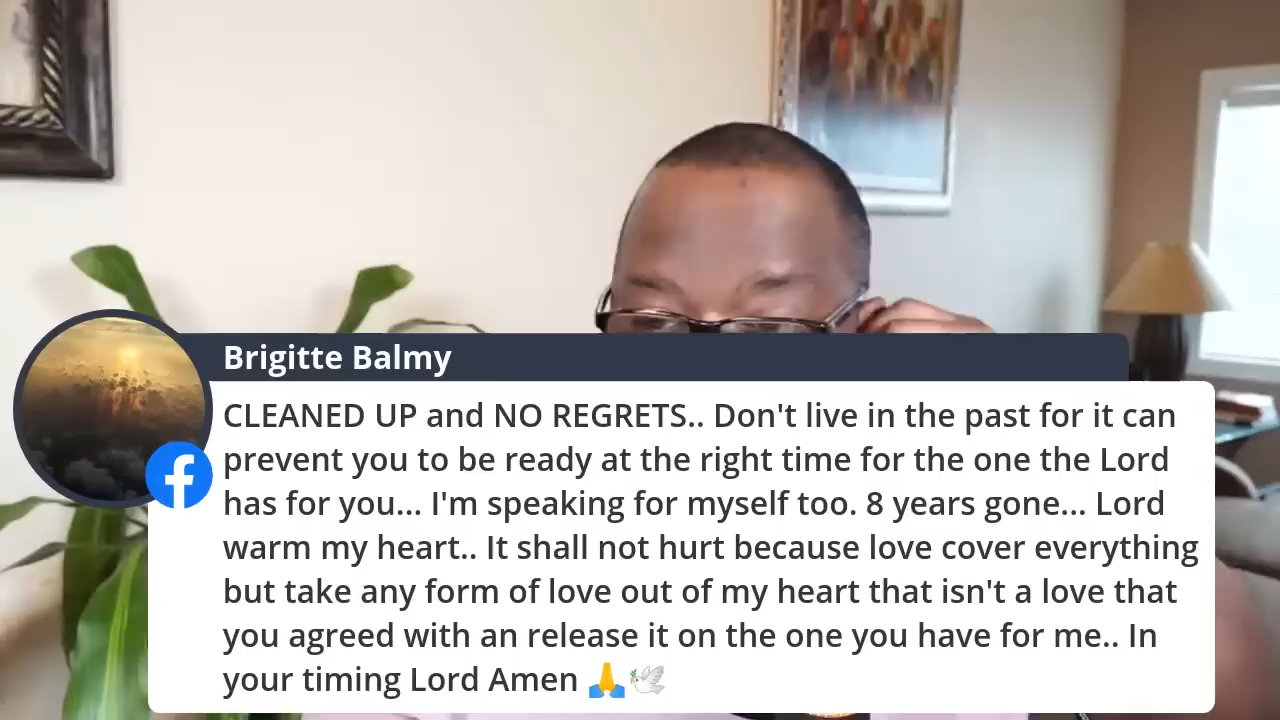 Brigitte Balmy
CLEANED UP and NO REGRETS.. Don't live in the past for it can
prevent you to be ready at the right time for the one the Lord
has for you... I'm speaking for myself too. 8 years gone... Lord
warm my heart.. It shall not hurt because love cover everything
but take any form of love out of my heart that isn't a love that
you agreed with an release it on the one you have for me.. In
your timing Lord Amen 🙏🕊️